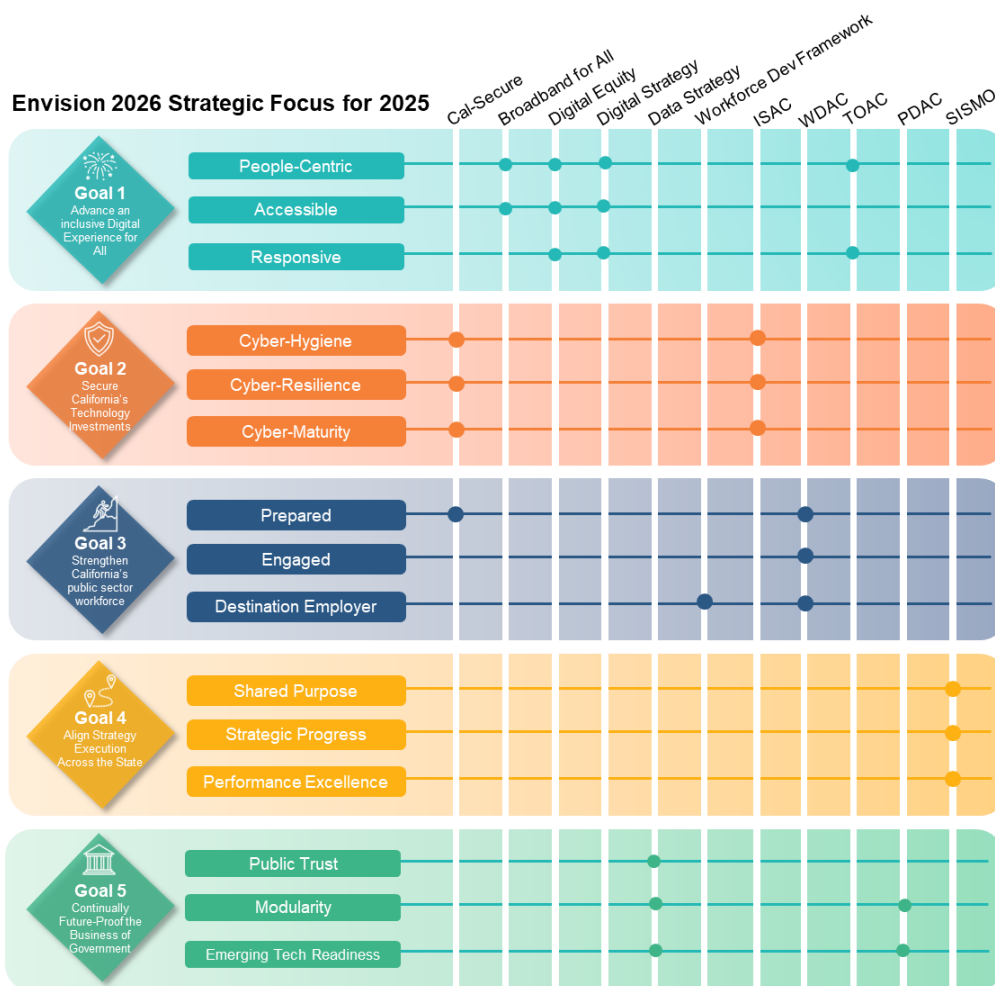 Envision 2026 Strategic Focus for 2025
Cal-Secure
Broadband for All
Digital Equity
Digital Strategy
Data Strategy
Workforce Dev Framework
ISAC
WDAC
TOAC
PDAC
SISMO
Goal 1
Advance an
inclusive Digital
Experience for
All
People-Centric
Accessible
Responsive
Goal 2
Secure
California's
Technology
Investments
Cyber-Hygiene
Cyber-Resilience
Cyber-Maturity
Goal 3
Strengthen
California's
public sector
workforce
Prepared
Engaged
Destination Employer
Goal 4
Align Strategy
Execution
Across the State
Shared Purpose
Strategic Progress
Performance Excellence
Goal 5
Continually
Future-Proof the
Business of
Government
Public Trust
Modularity
Emerging Tech Readiness